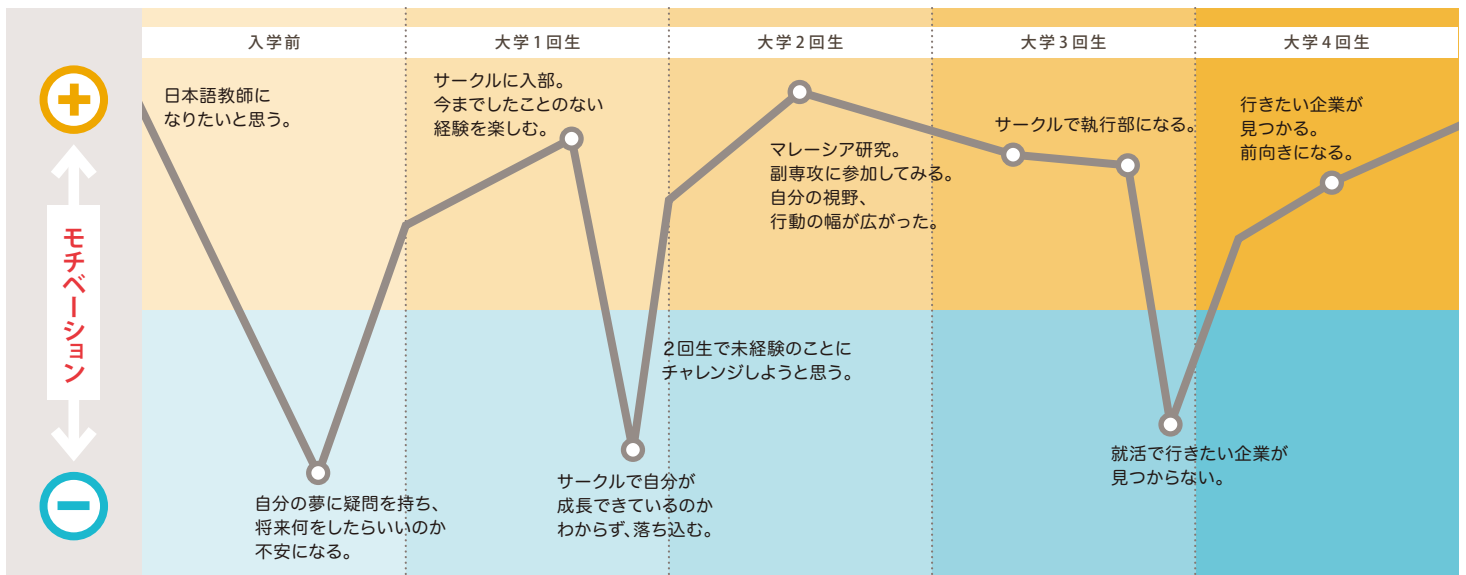 入学前
大学1回生
大学2回生
大学3回生
大学4回生
モチベーション
日本語教師に
なりたいと思う。
自分の夢に疑問を持ち、
将来何をしたらいいのか
不安になる。
サークルに入部。
今までしたことのない
経験を楽しむ。
サークルで自分が
成長できているのか
わからず、落ち込む。
2回生で未経験のことに
チャレンジしようと思う。
マレーシア研究。
副専攻に参加してみる。
自分の視野、
行動の幅が広がった。
サークルで執行部になる。
就活で行きたい企業が
見つからない。
行きたい企業が
見つかる。
前向きになる。